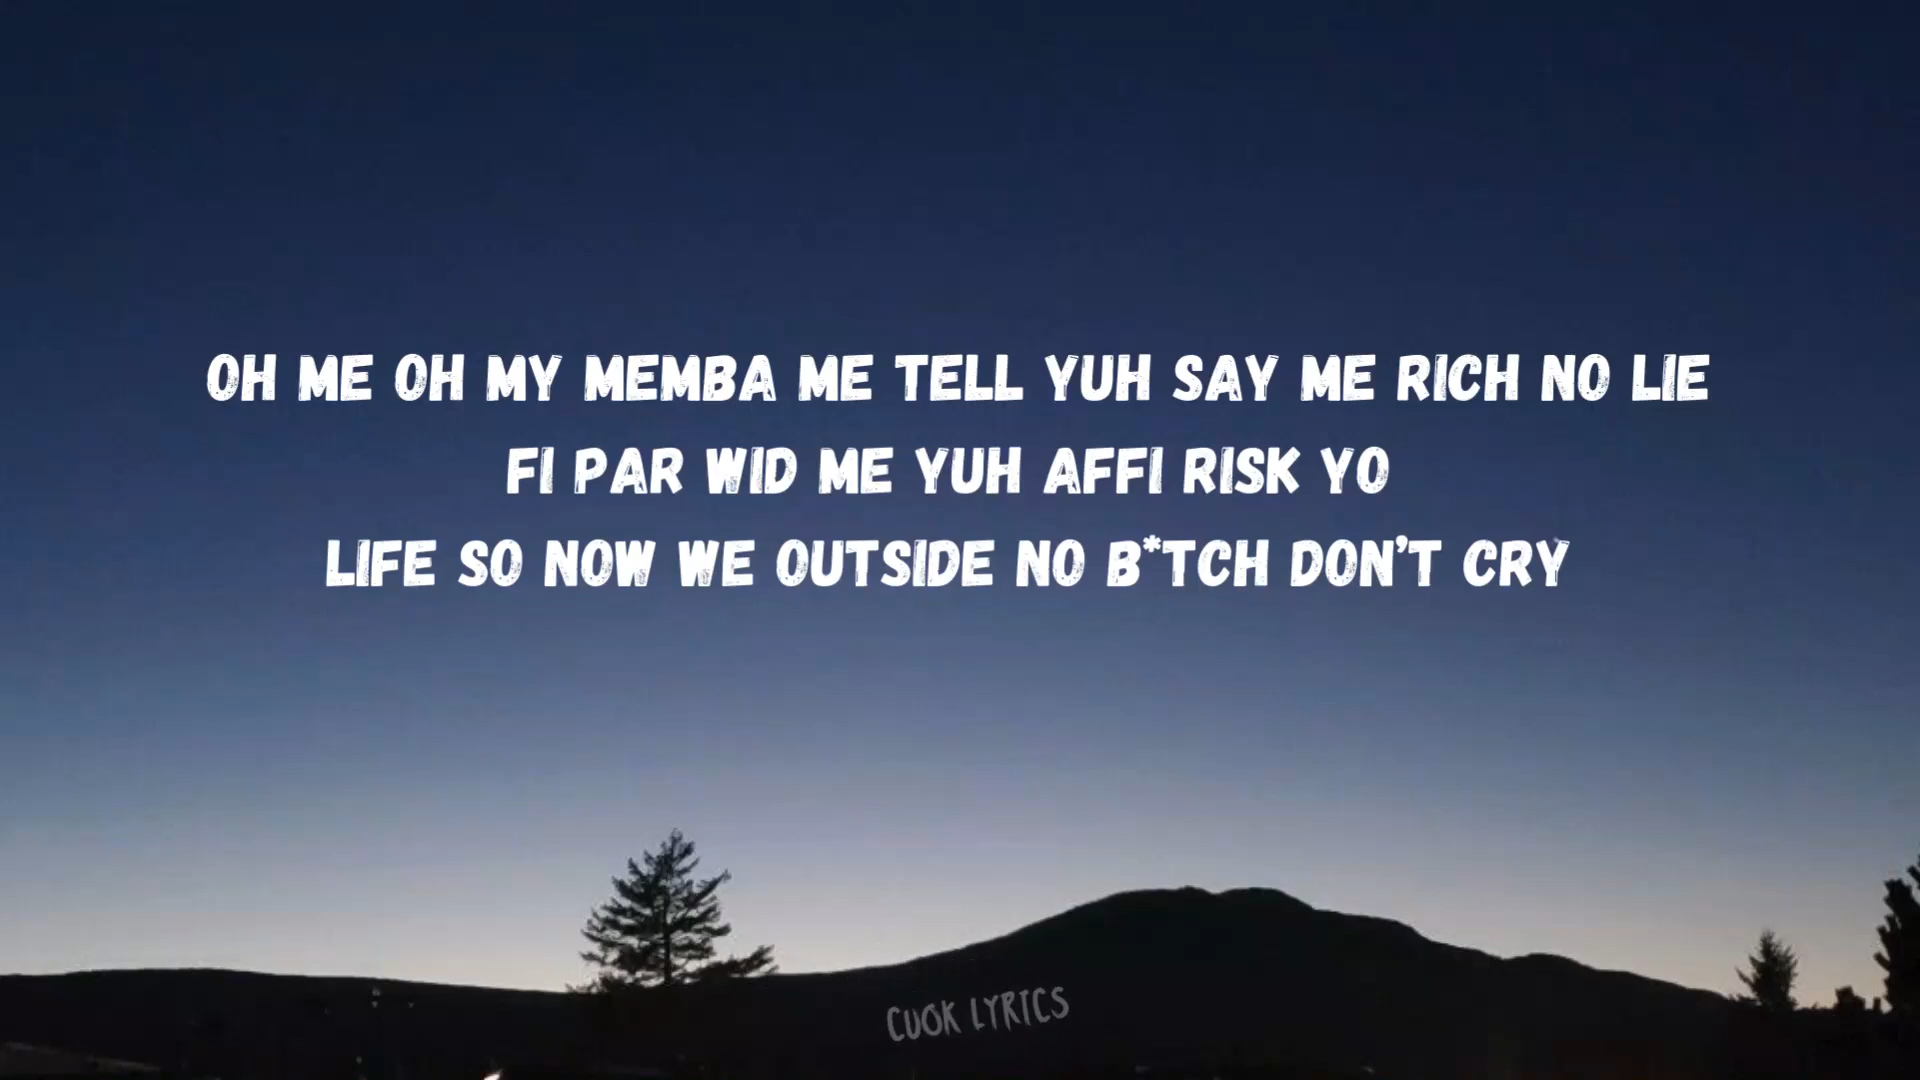 OH ME OH MY MEMBA ME TELL YUH SAY ME RICH NO LIE
FI PAR WID ME YUH AFFI RISK YO
LIFE SO NOW WE OUTSIDE NO B*TCH DON'T CRY
CUOK LYRICS